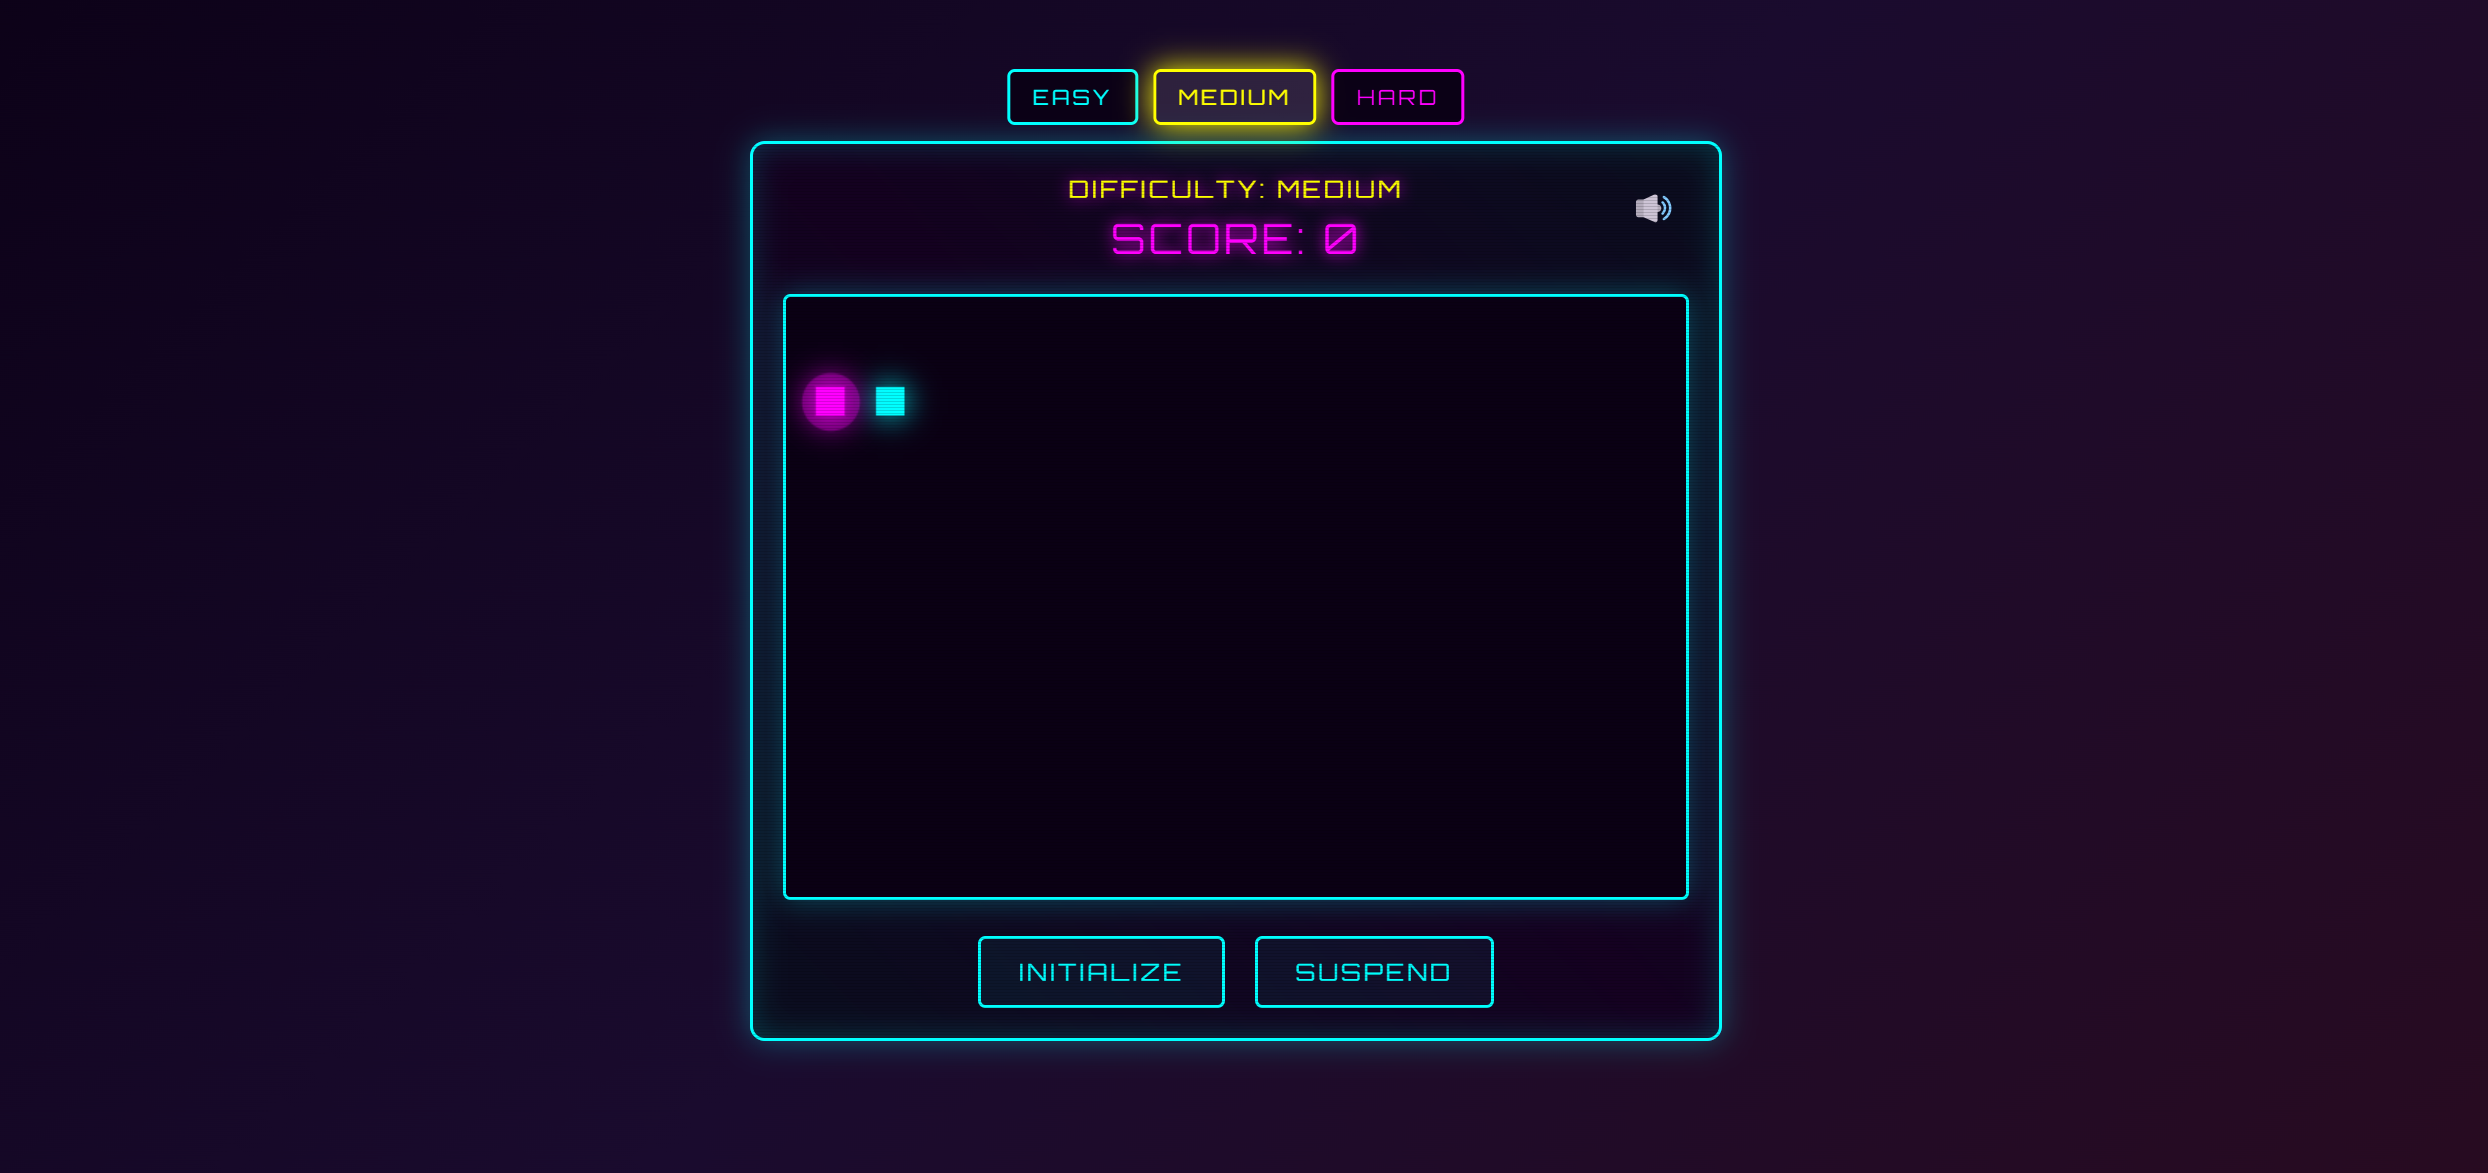 EASY
MEDIUM
HARD
DIFFICULTY: MEDIUM
SCORE: 0
INITIALIZE
SUSPEND